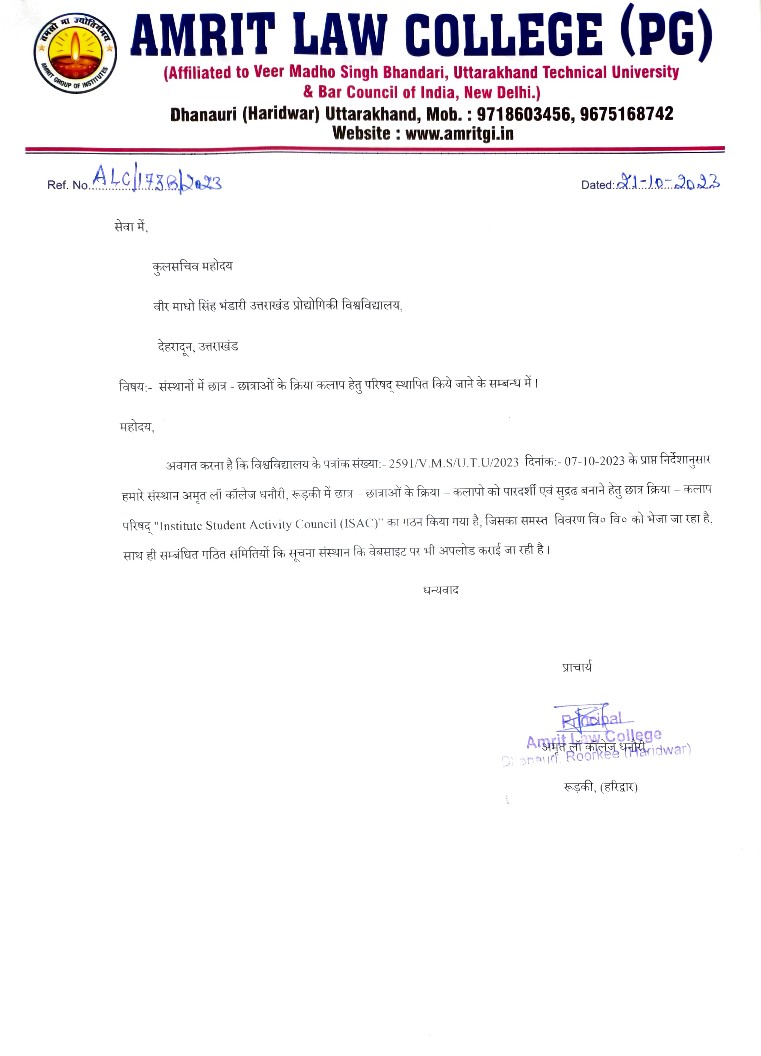 तमसो मा ज्योतिर्गमय
AMRIT GROUP OF INSTITUTES
AMRIT LAW COLLEGE (PG)
(Affiliated to Veer Madho Singh Bhandari, Uttarakhand Technical University
& Bar Council of India, New Delhi.)
Dhanauri (Haridwar) Uttarakhand, Mob. : 9718603456, 9675168742
Website : www.amritgi.in
Ref. No. ALC/1738/2023 Dated: 21-10-2023
सेवा में,
कुलसचिव महोदय
वीर माधो सिंह भंडारी उत्तराखंड प्रोद्योगिकी विश्वविद्यालय,
देहरादून, उत्तराखंड
विषय:- संस्थानों में छात्र - छात्राओं के क्रिया कलाप हेतु परिषद् स्थापित किये जाने के सम्बन्ध में।
महोदय,
अवगत करना है कि विश्वविद्यालय के पत्रांक संख्या:- 2591/V.M.S/U.T.U/2023 दिनांक:- 07-10-2023 के प्राप्त निर्देशानुसार
हमारे संस्थान अमृत लॉ कॉलेज धनौरी, रूड़की में छात्र - छात्राओं के क्रिया – कलापो को पारदर्शी एवं सुद्रढ बनाने हेतु छात्र क्रिया – कलाप
परिषद् "Institute Student Activity Council (ISAC)" का गठन किया गया है, जिसका समस्त विवरण वि० वि० को भेजा जा रहा है,
साथ ही सम्बंधित गठित समितियों कि सूचना संस्थान कि वेबसाइट पर भी अपलोड कराई जा रही है।
धन्यवाद
प्राचार्य
Principal
Amrit Law College
अमृत लॉ कॉलेज धनौरी,
Dhanauri, Roorkee (Haridwar)
रूड़की, (हरिद्वार)